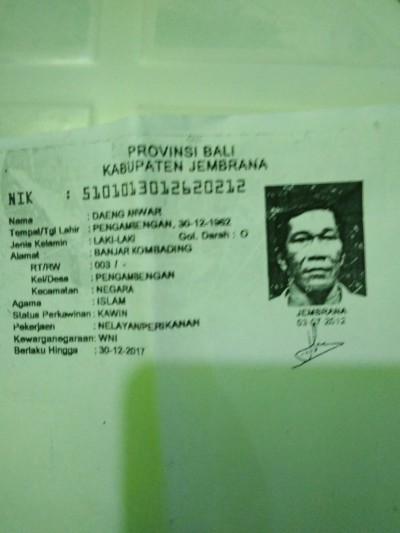 PROVINSI BALI
KABUPATEN JEMBRANA
NIK : 5101013012620212
Nama : DAENG ANWAR
Tempat/Tgl Lahir : PENGAMBENGAN, 30-12-1962
Jenis Kelamin : LAKI-LAKI Gol. Darah : O
Alamat : BANJAR KOMBADING
RT/RW : 003 / -
Kel/Desa : PENGAMBENGAN
Kecamatan : NEGARA
Agama : ISLAM
Status Perkawinan : KAWIN
Pekerjaan : NELAYAN/PERIKANAN
Kewarganegaraan: WNI
Berlaku Hingga : 30-12-2017
JEMBRANA
03-07-2012